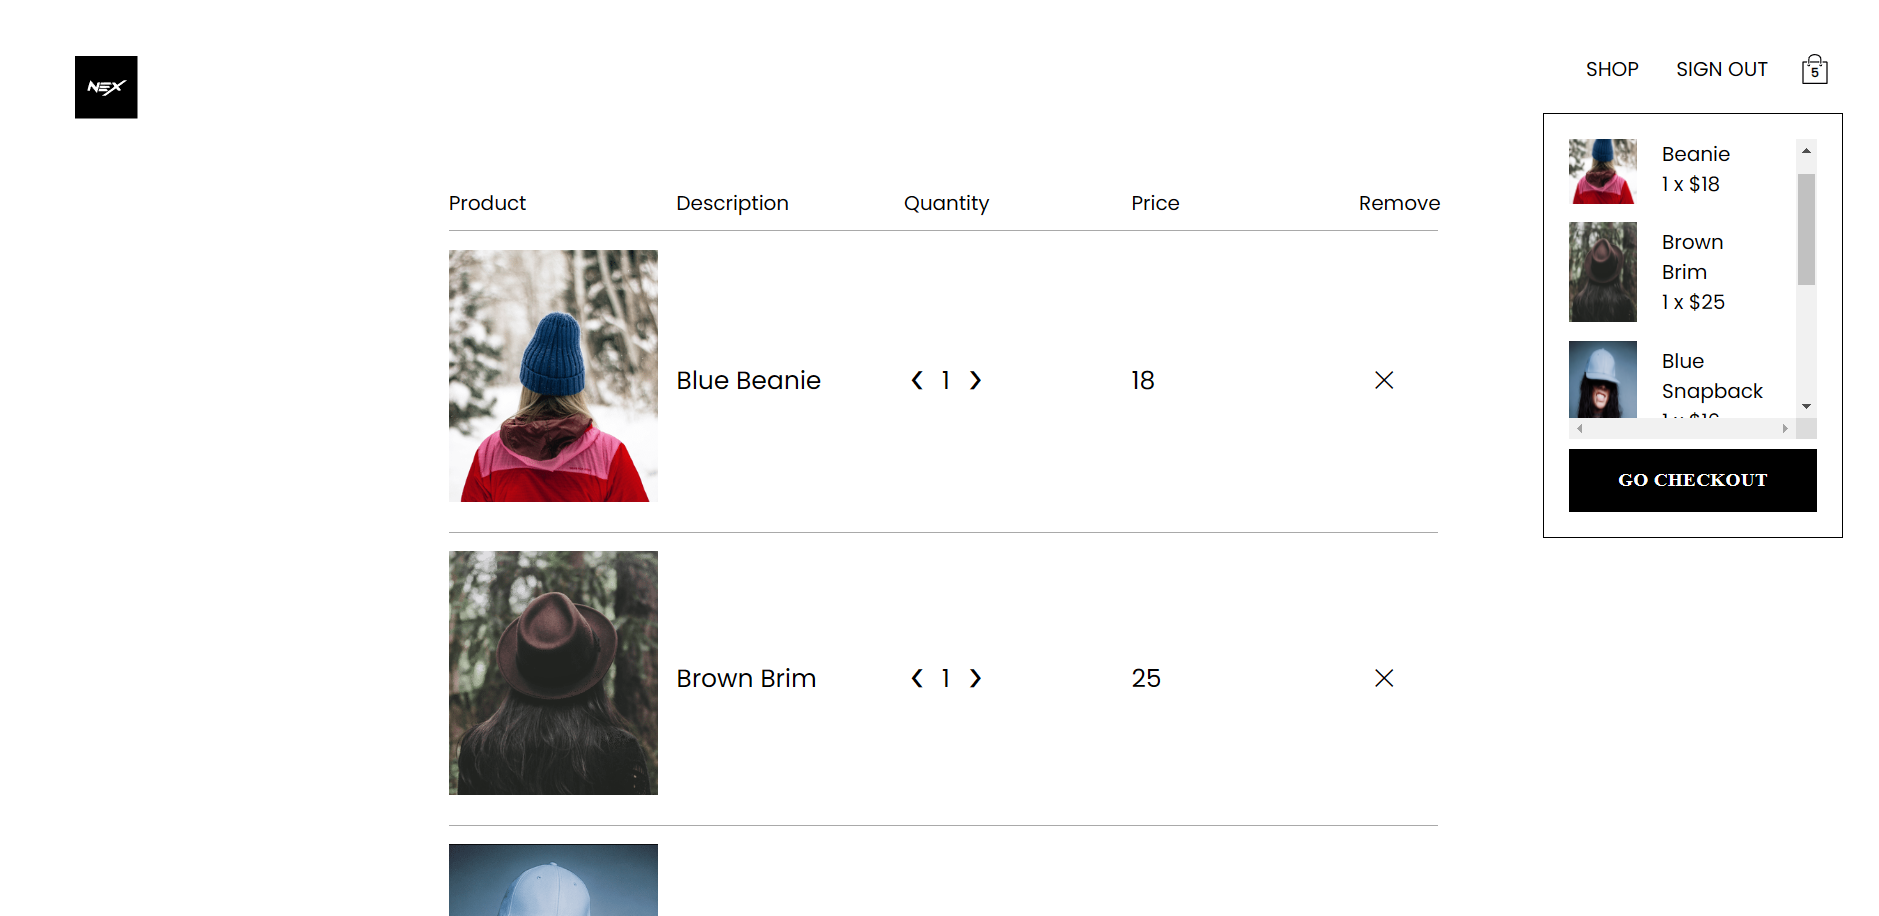 NEX
SHOP
SIGN OUT
5
Product
Description
Quantity
Price
Remove
Blue Beanie
1
18
Brown Brim
1
25
Beanie
1 x $18
Brown
Brim
1 x $25
Blue
Snapback
GO CHECKOUT